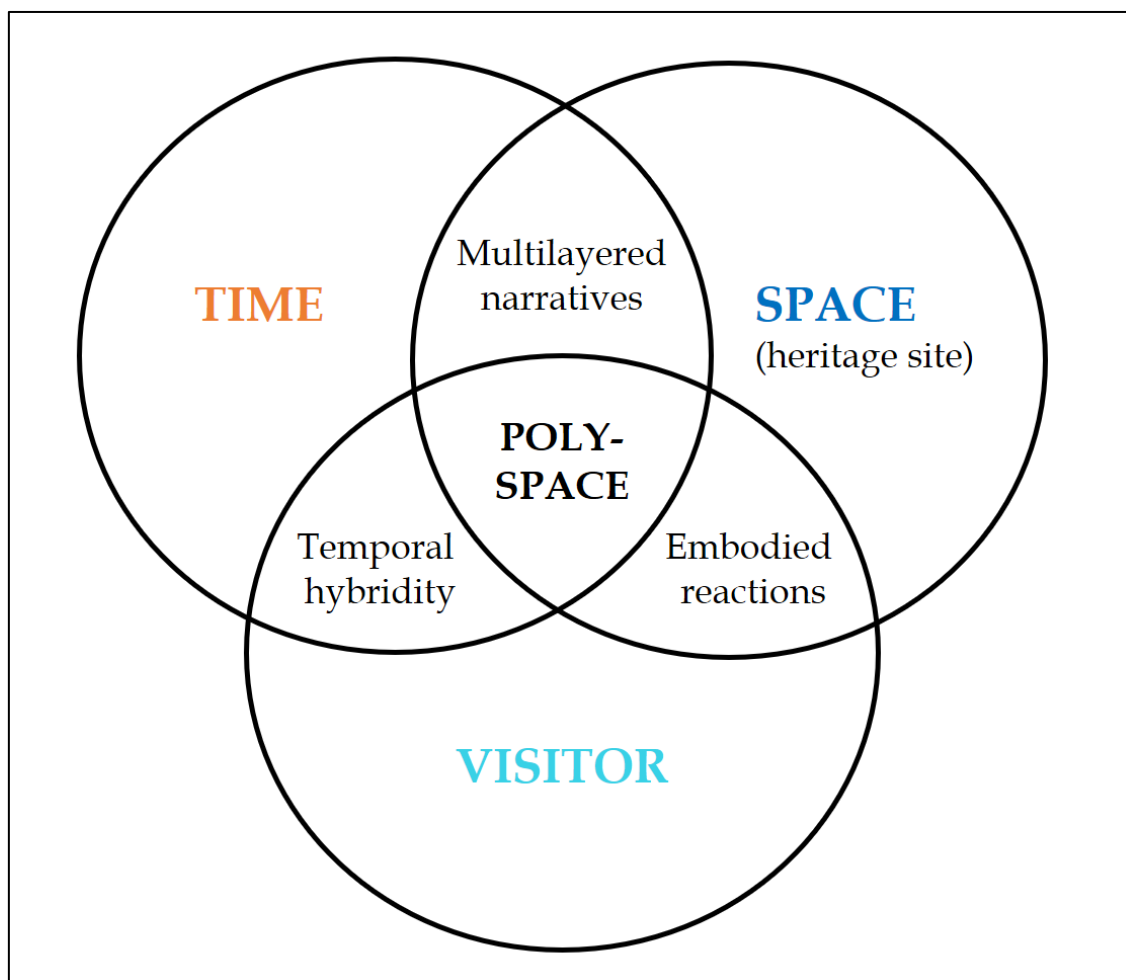 Multilayered
narratives
TIME
SPACE
(heritage site)
POLY-
SPACE
Temporal
hybridity
Embodied
reactions
VISITOR